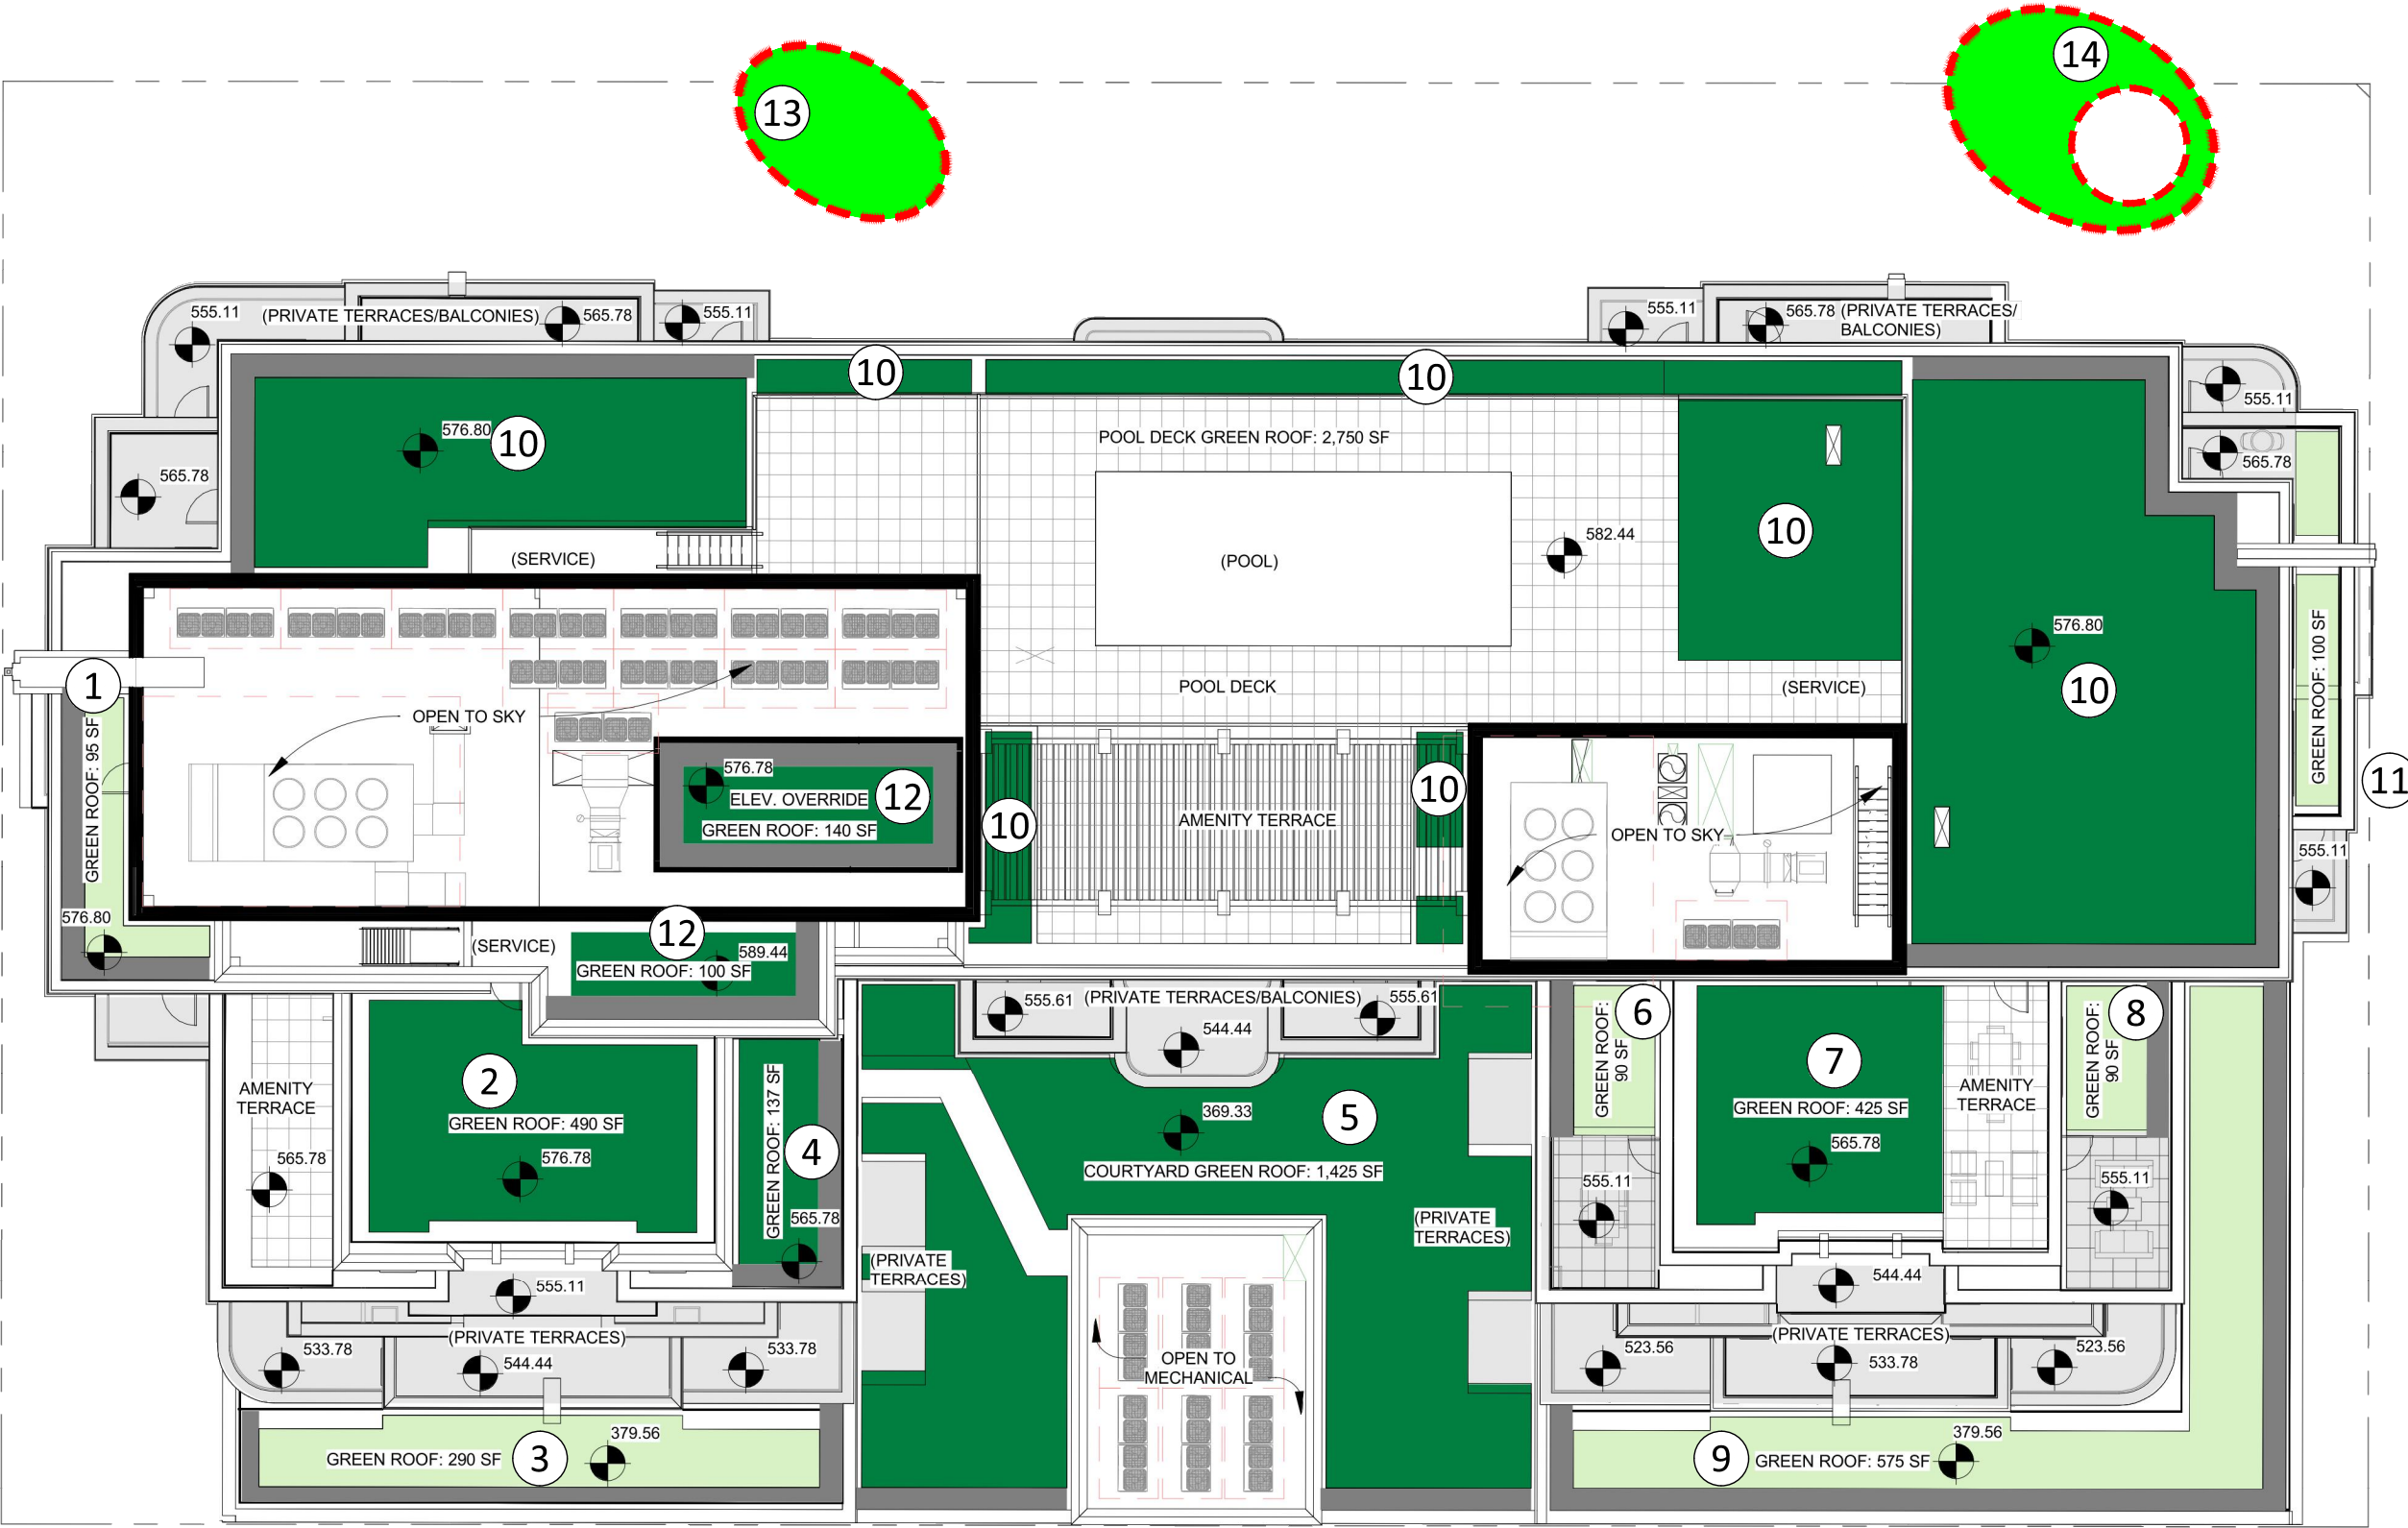 14
13
555.11
(PRIVATE TERRACES/BALCONIES)
565.78
555.11
555.11
565.78
(PRIVATE TERRACES/
BALCONIES)
10
10
555.11
576.80
10
POOL DECK GREEN ROOF: 2,750 SF
565.78
565.78
10
582.44
(SERVICE)
(POOL)
576.80
GREEN ROOF: 100 SF
1
POOL DECK
(SERVICE)
10
OPEN TO SKY
GREEN ROOF: 95 SF
576.78
ELEV. OVERRIDE
12
GREEN ROOF: 140 SF
10
10
AMENITY TERRACE
OPEN TO SKY
11
555.11
576.80
(SERVICE)
12
589.44
GREEN ROOF: 100 SF
555.61
(PRIVATE TERRACES/BALCONIES)
555.61
544.44
GREEN ROOF:
90 SF
6
GREEN ROOF:
90 SF
8
AMENITY
TERRACE
2
GREEN ROOF: 490 SF
576.78
565.78
GREEN ROOF: 137 SF
4
565.78
369.33
5
COURTYARD GREEN ROOF: 1,425 SF
7
GREEN ROOF: 425 SF
565.78
AMENITY
TERRACE
555.11
555.11
(PRIVATE
TERRACES)
(PRIVATE
TERRACES)
555.11
544.44
(PRIVATE TERRACES)
533.78
544.44
533.78
OPEN TO
MECHANICAL
(PRIVATE TERRACES)
523.56
533.78
523.56
379.56
GREEN ROOF: 290 SF
3
379.56
9
GREEN ROOF: 575 SF